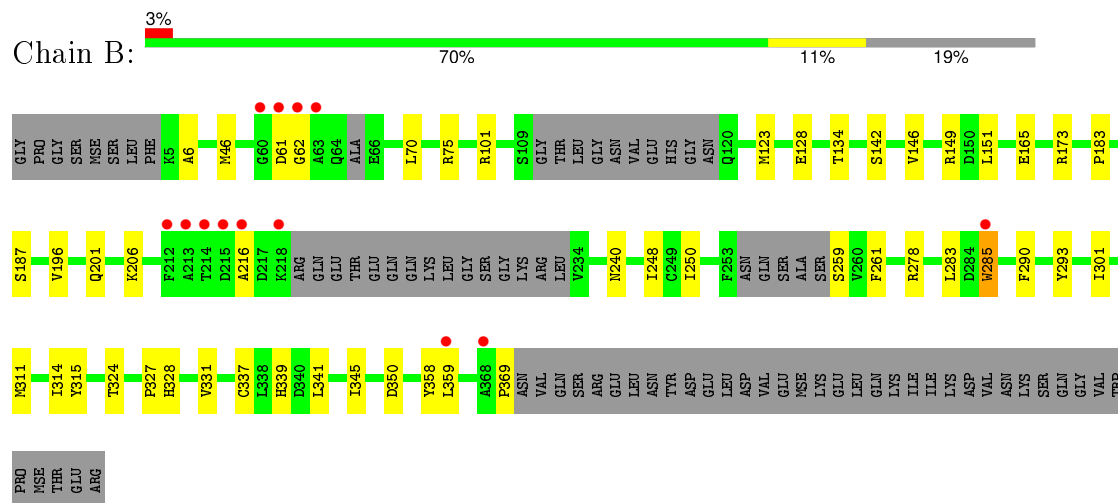 3%
Chain B:
70% 11% 19%
GLY PRO GLY SER MSE SER LEU PHE K5 A6 M46 G60 D61 G62 A63 Q64 ALA E66 L70 R75 R101 S109 GLY THR LEU GLY ASN VAL GLU HIS GLY ASN Q120 M123 E128 T134 S142 V146 R149 D150 L151 E165 R173 P183
S187 V196 Q201 K206 F212 A213 T214 D215 A216 D217 K218 ARG GLN GLU THR GLU GLN GLN LYS LEU GLY SER GLY LYS ARG LEU V234 N240 I248 C249 I250 F253 ASN GLN SER ALA SER S259 V260 F261 R278 L283 D284 W285 F290 Y293 I301
M311 I314 Y315 T324 P327 H328 V331 C337 L338 H339 D340 L341 I345 D350 Y358 L359 A368 P369 ASN VAL GLN SER ARG GLU LEU ASN TYR ASP GLU LEU ASP ASP VAL GLU MSE LYS GLU LEU GLN LYS ILE ILE LYS ASP VAL ASN LYS SER GLN GLY VAL TRP
PRO MSE THR GLU ARG